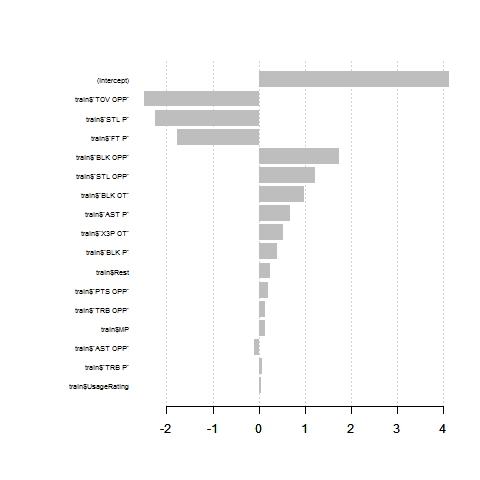 (Intercept)
train$`TOV OPP`
train$`STL P`
train$`FT P`
train$`BLK OPP`
train$`STL OPP`
train$`BLK OT`
train$`AST P`
train$`X3P OT`
train$`BLK P`
train$Rest
train$`PTS OPP`
train$`TRB OPP`
train$MP
train$`AST OPP`
train$`TRB P`
train$UsageRating
-2 -1 0 1 2 3 4